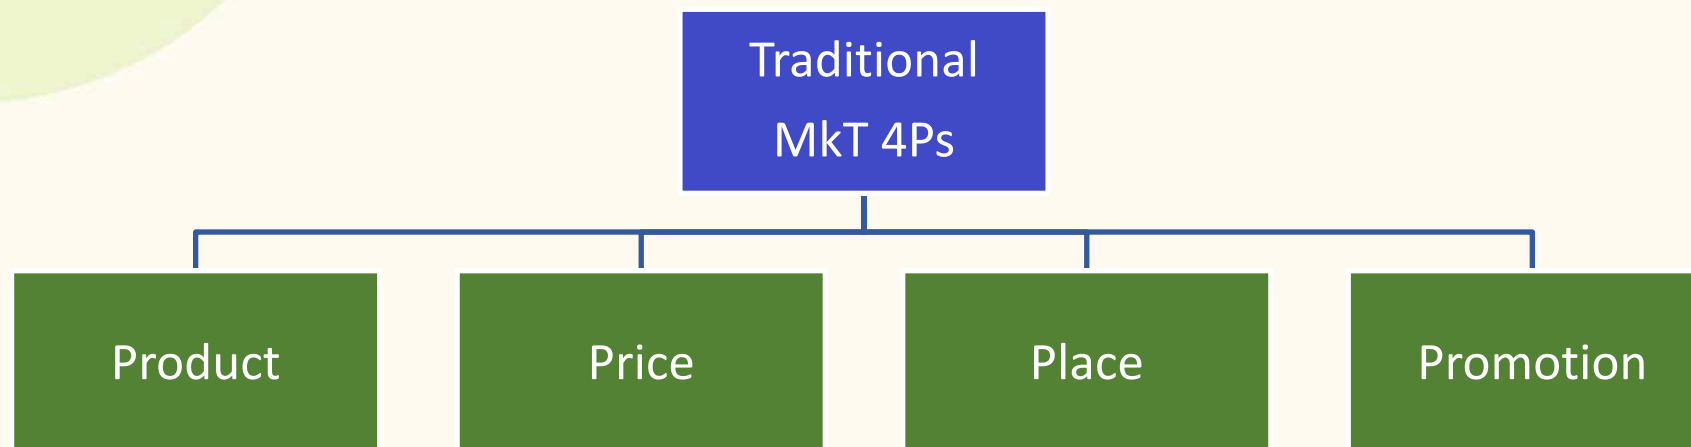 Traditional
MkT 4Ps
Product
Price
Place
Promotion